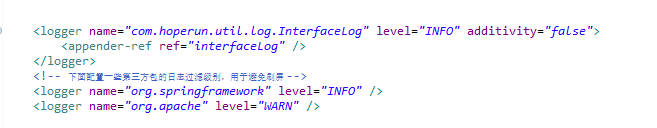 <logger name="com.hoperun.util.log.InterfaceLog" level="INFO" additivity="false">
<appender-ref ref="interfaceLog" />
</logger>
<!-- 下面配置一些第三方包的日志过滤级别，用于避免刷屏 -->
<logger name="org.springframework" level="INFO" />
<logger name="org.apache" level="WARN" />